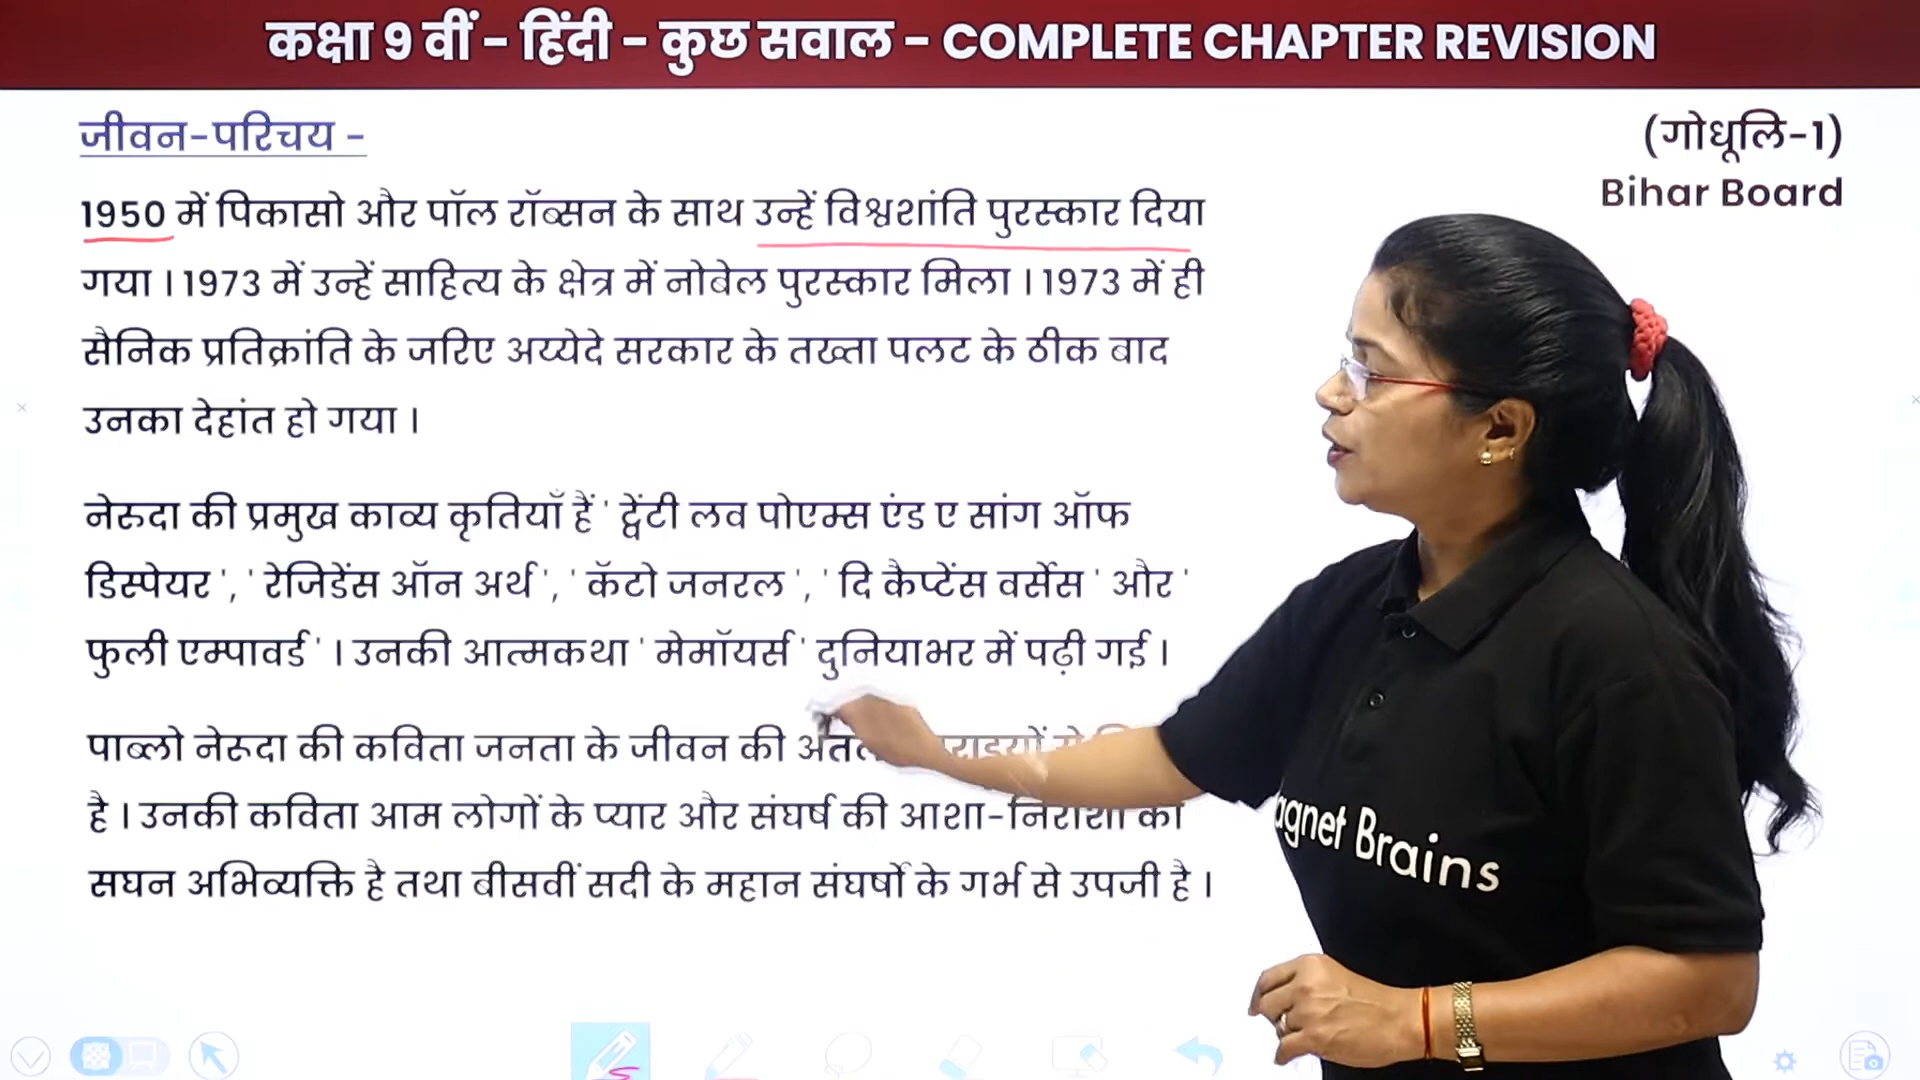 कक्षा 9 वीं - हिंदी - कुछ सवाल - COMPLETE CHAPTER REVISION
जीवन-परिचय -
(गोधूलि-1)
Bihar Board
1950 में पिकासो और पॉल रॉब्सन के साथ उन्हें विश्वशांति पुरस्कार दिया
गया । 1973 में उन्हें साहित्य के क्षेत्र में नोबेल पुरस्कार मिला । 1973 में ही
सैनिक प्रतिक्रांति के जरिए अय्येदे सरकार के तख्ता पलट के ठीक बाद
उनका देहांत हो गया ।
नेरुदा की प्रमुख काव्य कृतियाँ हैं ' ट्वेंटी लव पोएम्स एंड ए सांग ऑफ
डिस्पेयर ', ' रेजिडेंस ऑन अर्थ ', ' कॅटो जनरल ', ' दि कैप्टेंस वर्सेस ' और '
फुली एम्पावर्ड ' । उनकी आत्मकथा ' मेमॉयर्स ' दुनियाभर में पढ़ी गई ।
पाब्लो नेरूदा की कविता जनता के जीवन की
है । उनकी कविता आम लोगों के प्यार और संघर्ष की आशा-निराशा की
सघन अभिव्यक्ति है तथा बीसवीं सदी के महान संघर्षो के गर्भ से उपजी है ।
agnet Brains